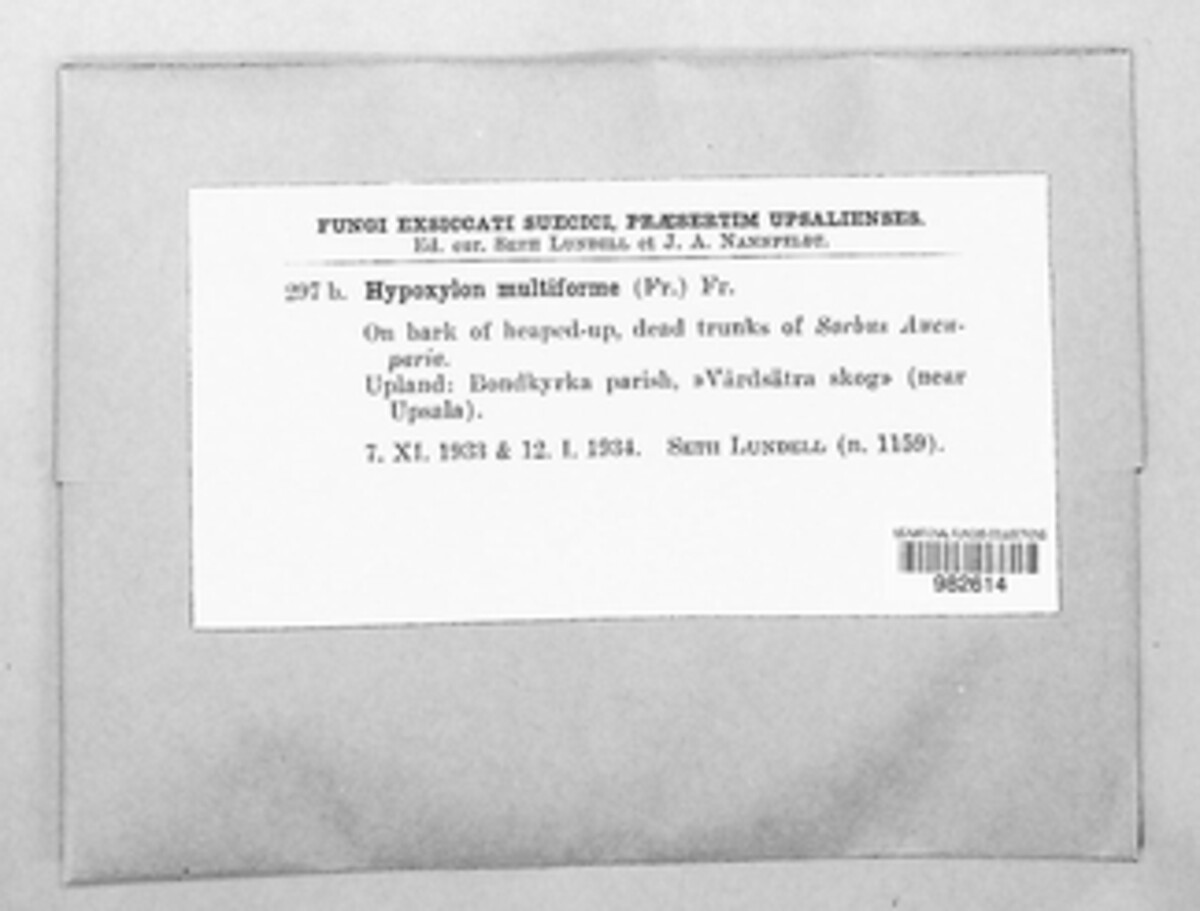 FUNGI EXSICCATI SUECICI, PRÆSERTIM UPSALIENSES.
Ed. cur. SETH LUNDELL et J. A. NANNFELDT.
297 b. Hypoxylon multiforme (Fr.) Fr.
On bark of heaped-up, dead trunks of Sorbus Aucu-
paria.
Upland: Bondkyrka parish, »Vårdsätra skog» (near
Upsala).
7. XI. 1933 & 12. I. 1934. SETH LUNDELL (n. 1159).
982614